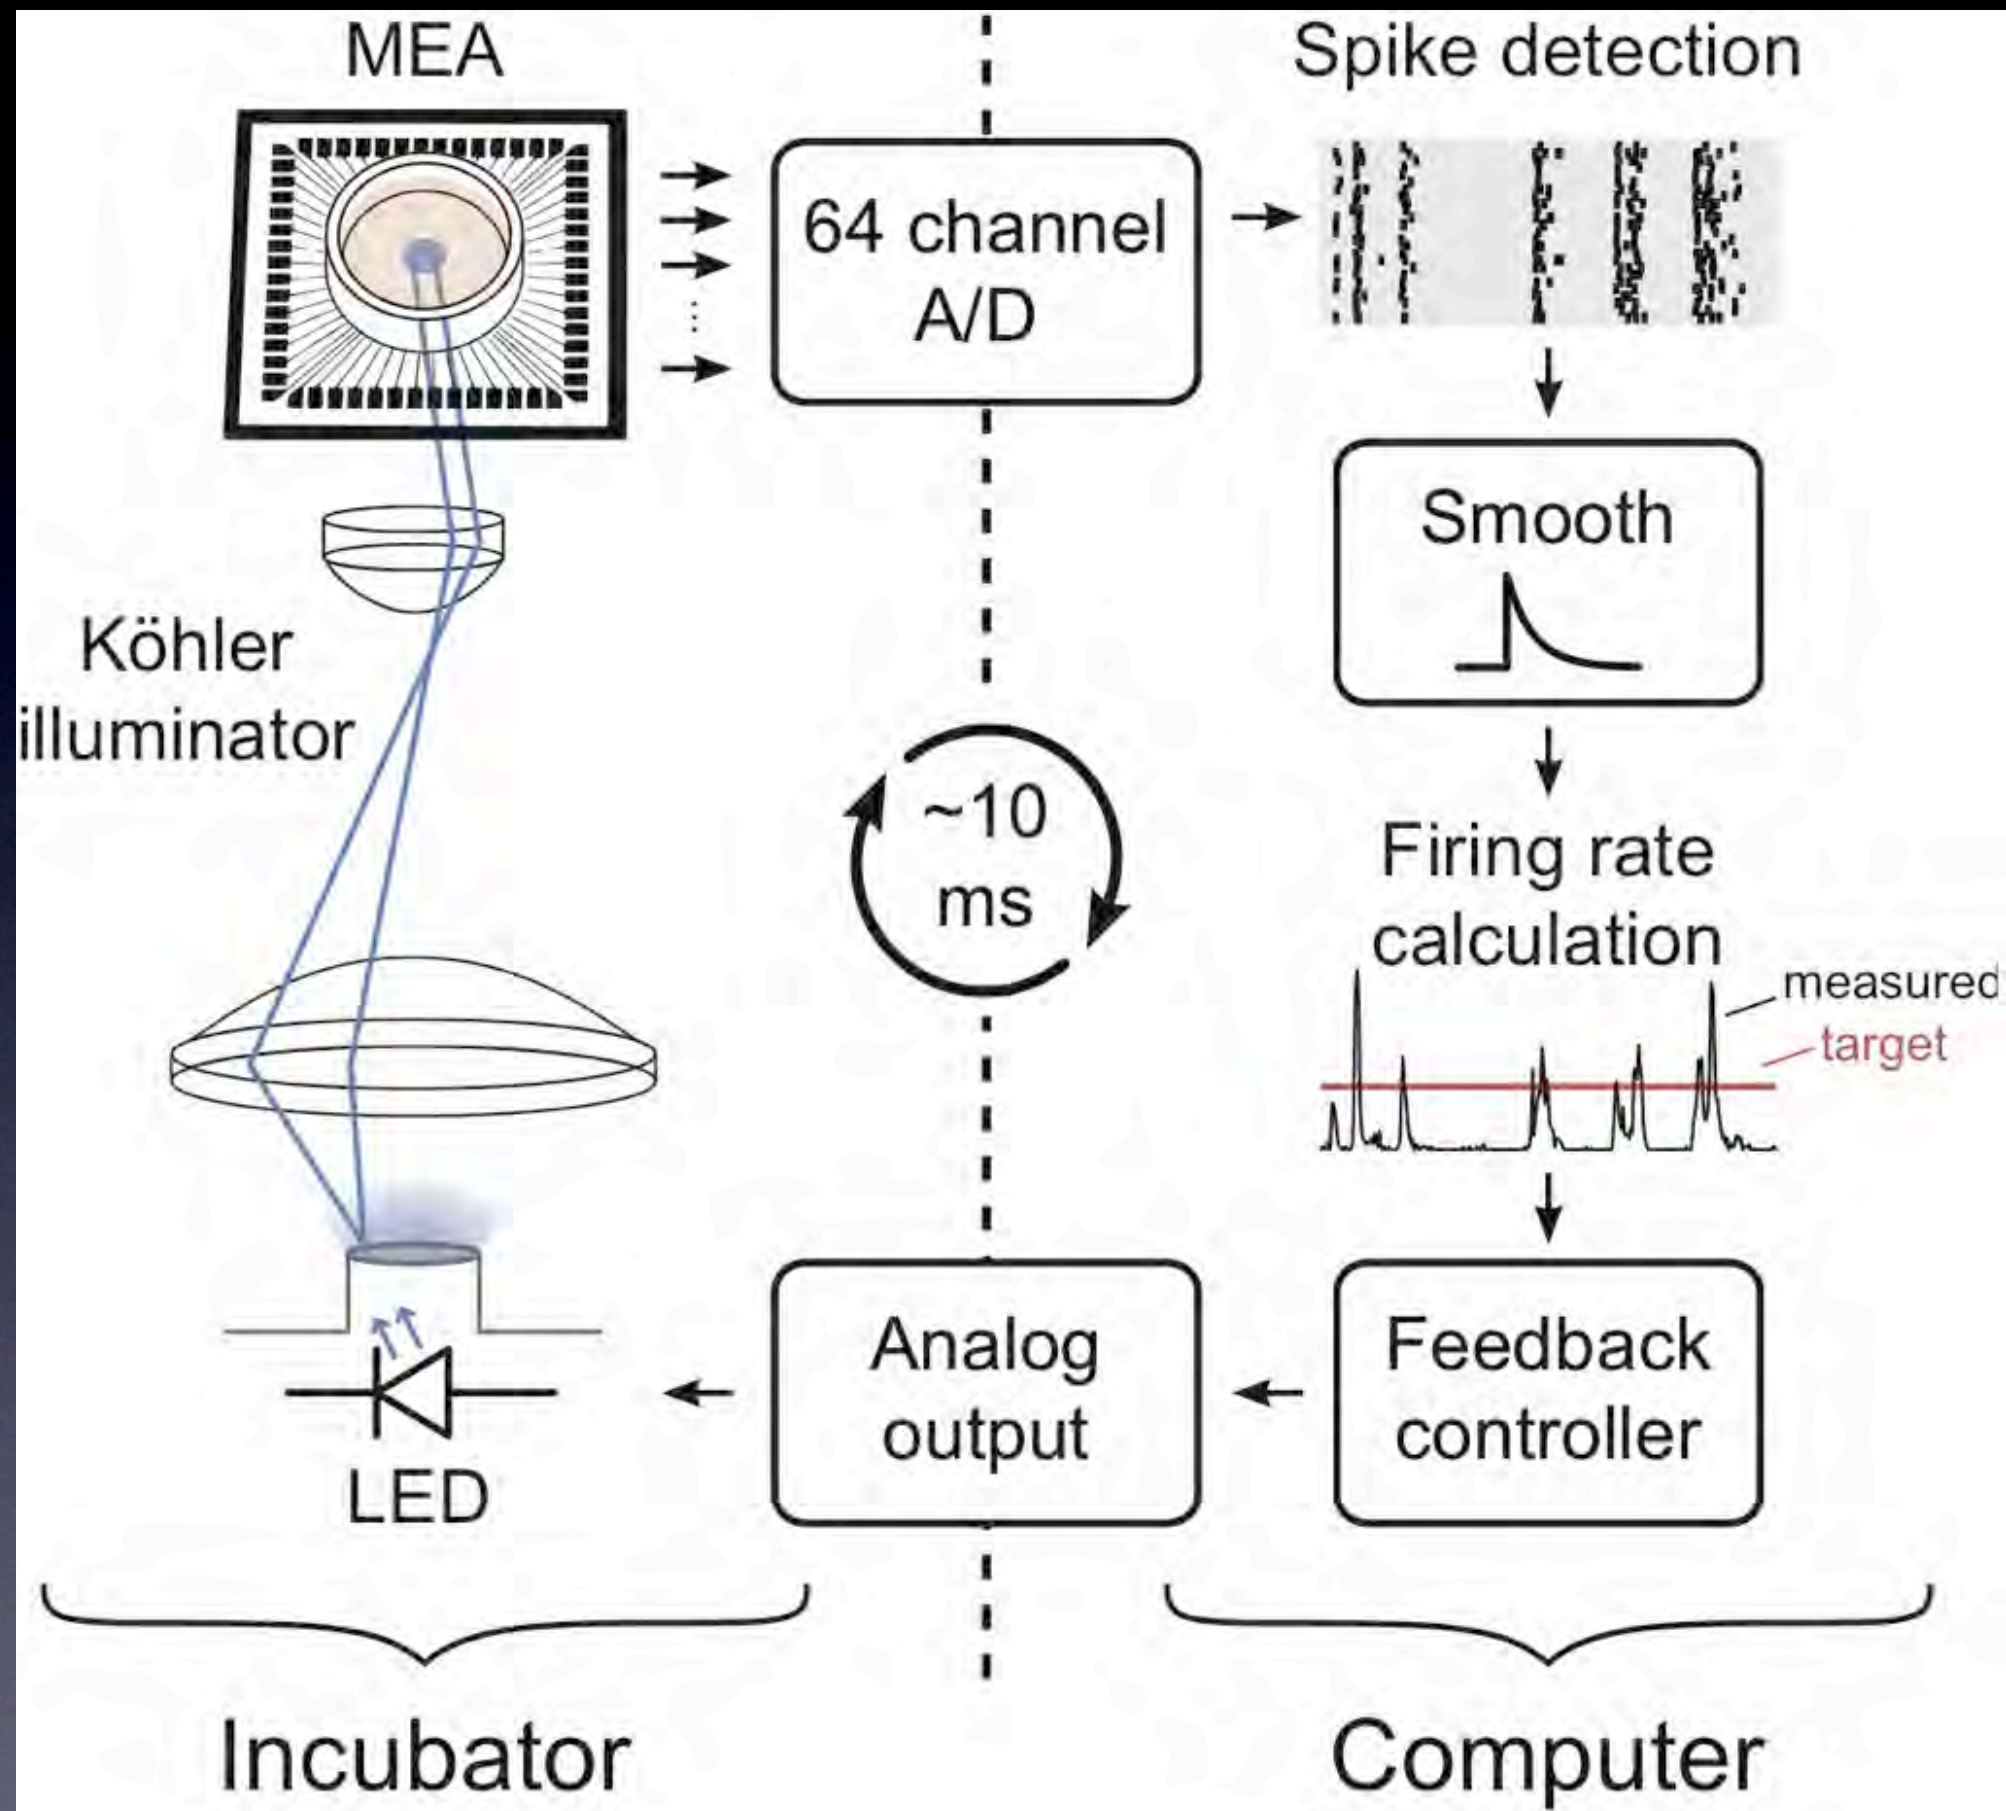 MEA
Spike detection
64 channel
A/D
Smooth
Köhler
illuminator
~10
ms
Firing rate
calculation
measured
target
Analog
output
Feedback
controller
LED
Incubator
Computer